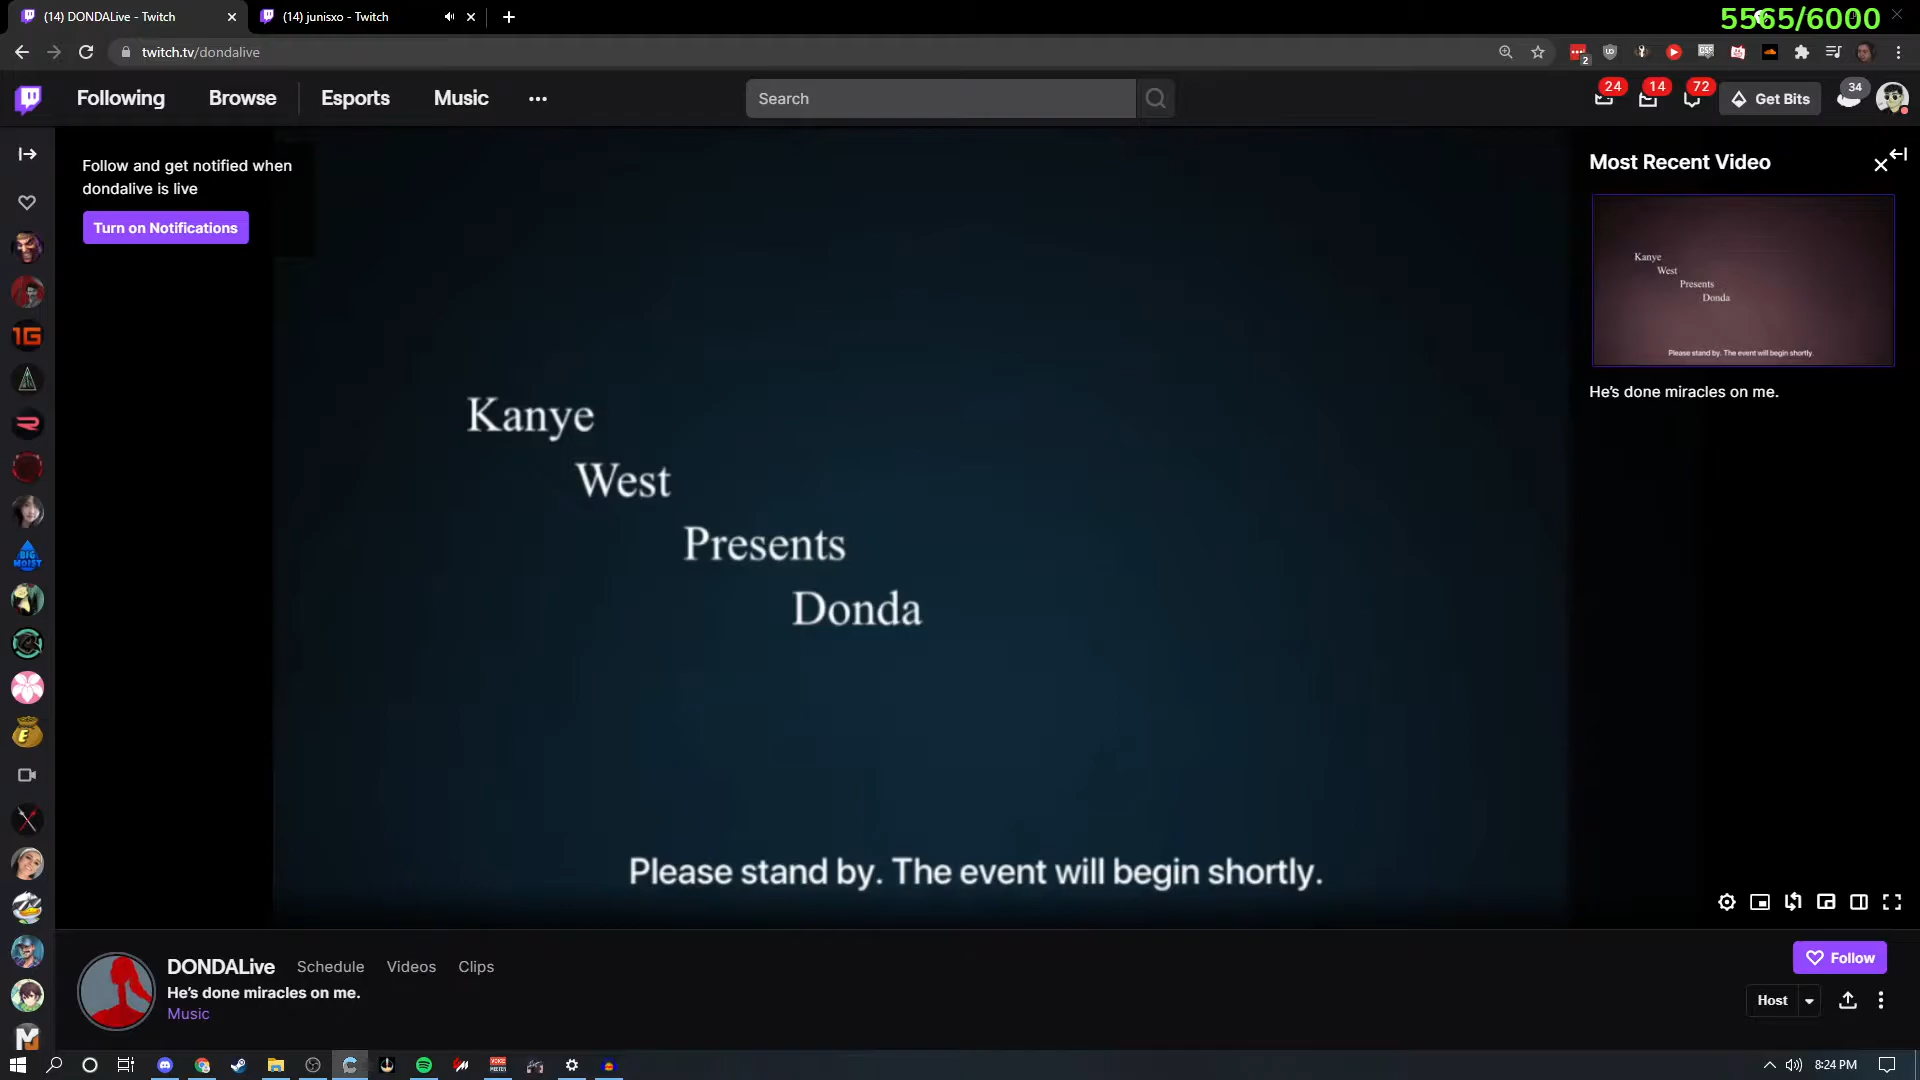 (14) DONDALive - Twitch
(14) junisxo - Twitch
5565/6000
twitch.tv/dondalive
2
Following
Browse
Esports
Music
Search
24
14
72
Get Bits
34
Follow and get notified when
dondalive is live
Turn on Notifications
Most Recent Video
Kanye
West
Presents
Donda
Please stand by. The event will begin shortly.
He's done miracles on me.
1G
BIG
MOIST
E
Kanye
West
Presents
Donda
Please stand by. The event will begin shortly.
DONDALive
Schedule
Videos
Clips
He's done miracles on me.
Music
Follow
Host
8:24 PM